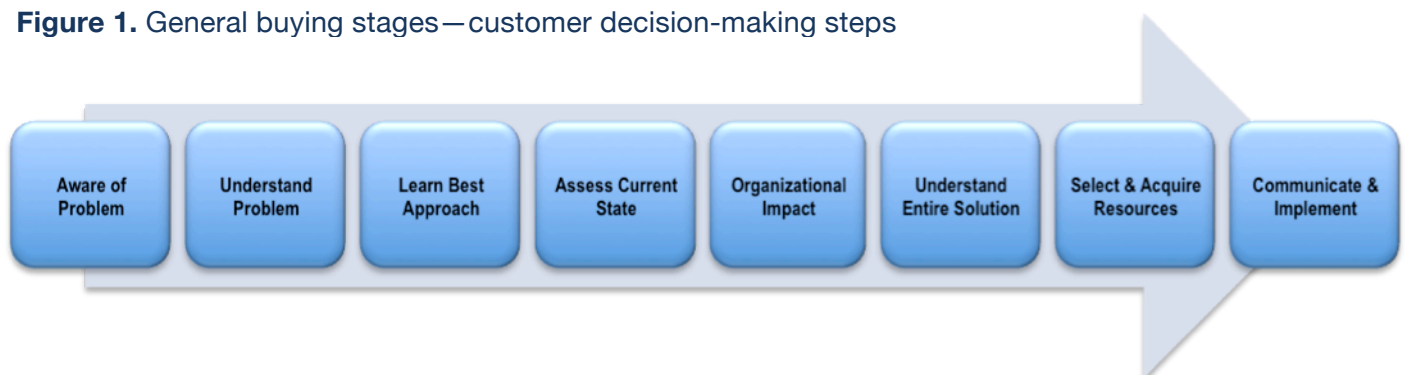 Figure 1. General buying stages—customer decision-making steps
Aware of
Problem
Understand
Problem
Learn Best
Approach
Assess Current
State
Organizational
Impact
Understand
Entire Solution
Select & Acquire
Resources
Communicate &
Implement